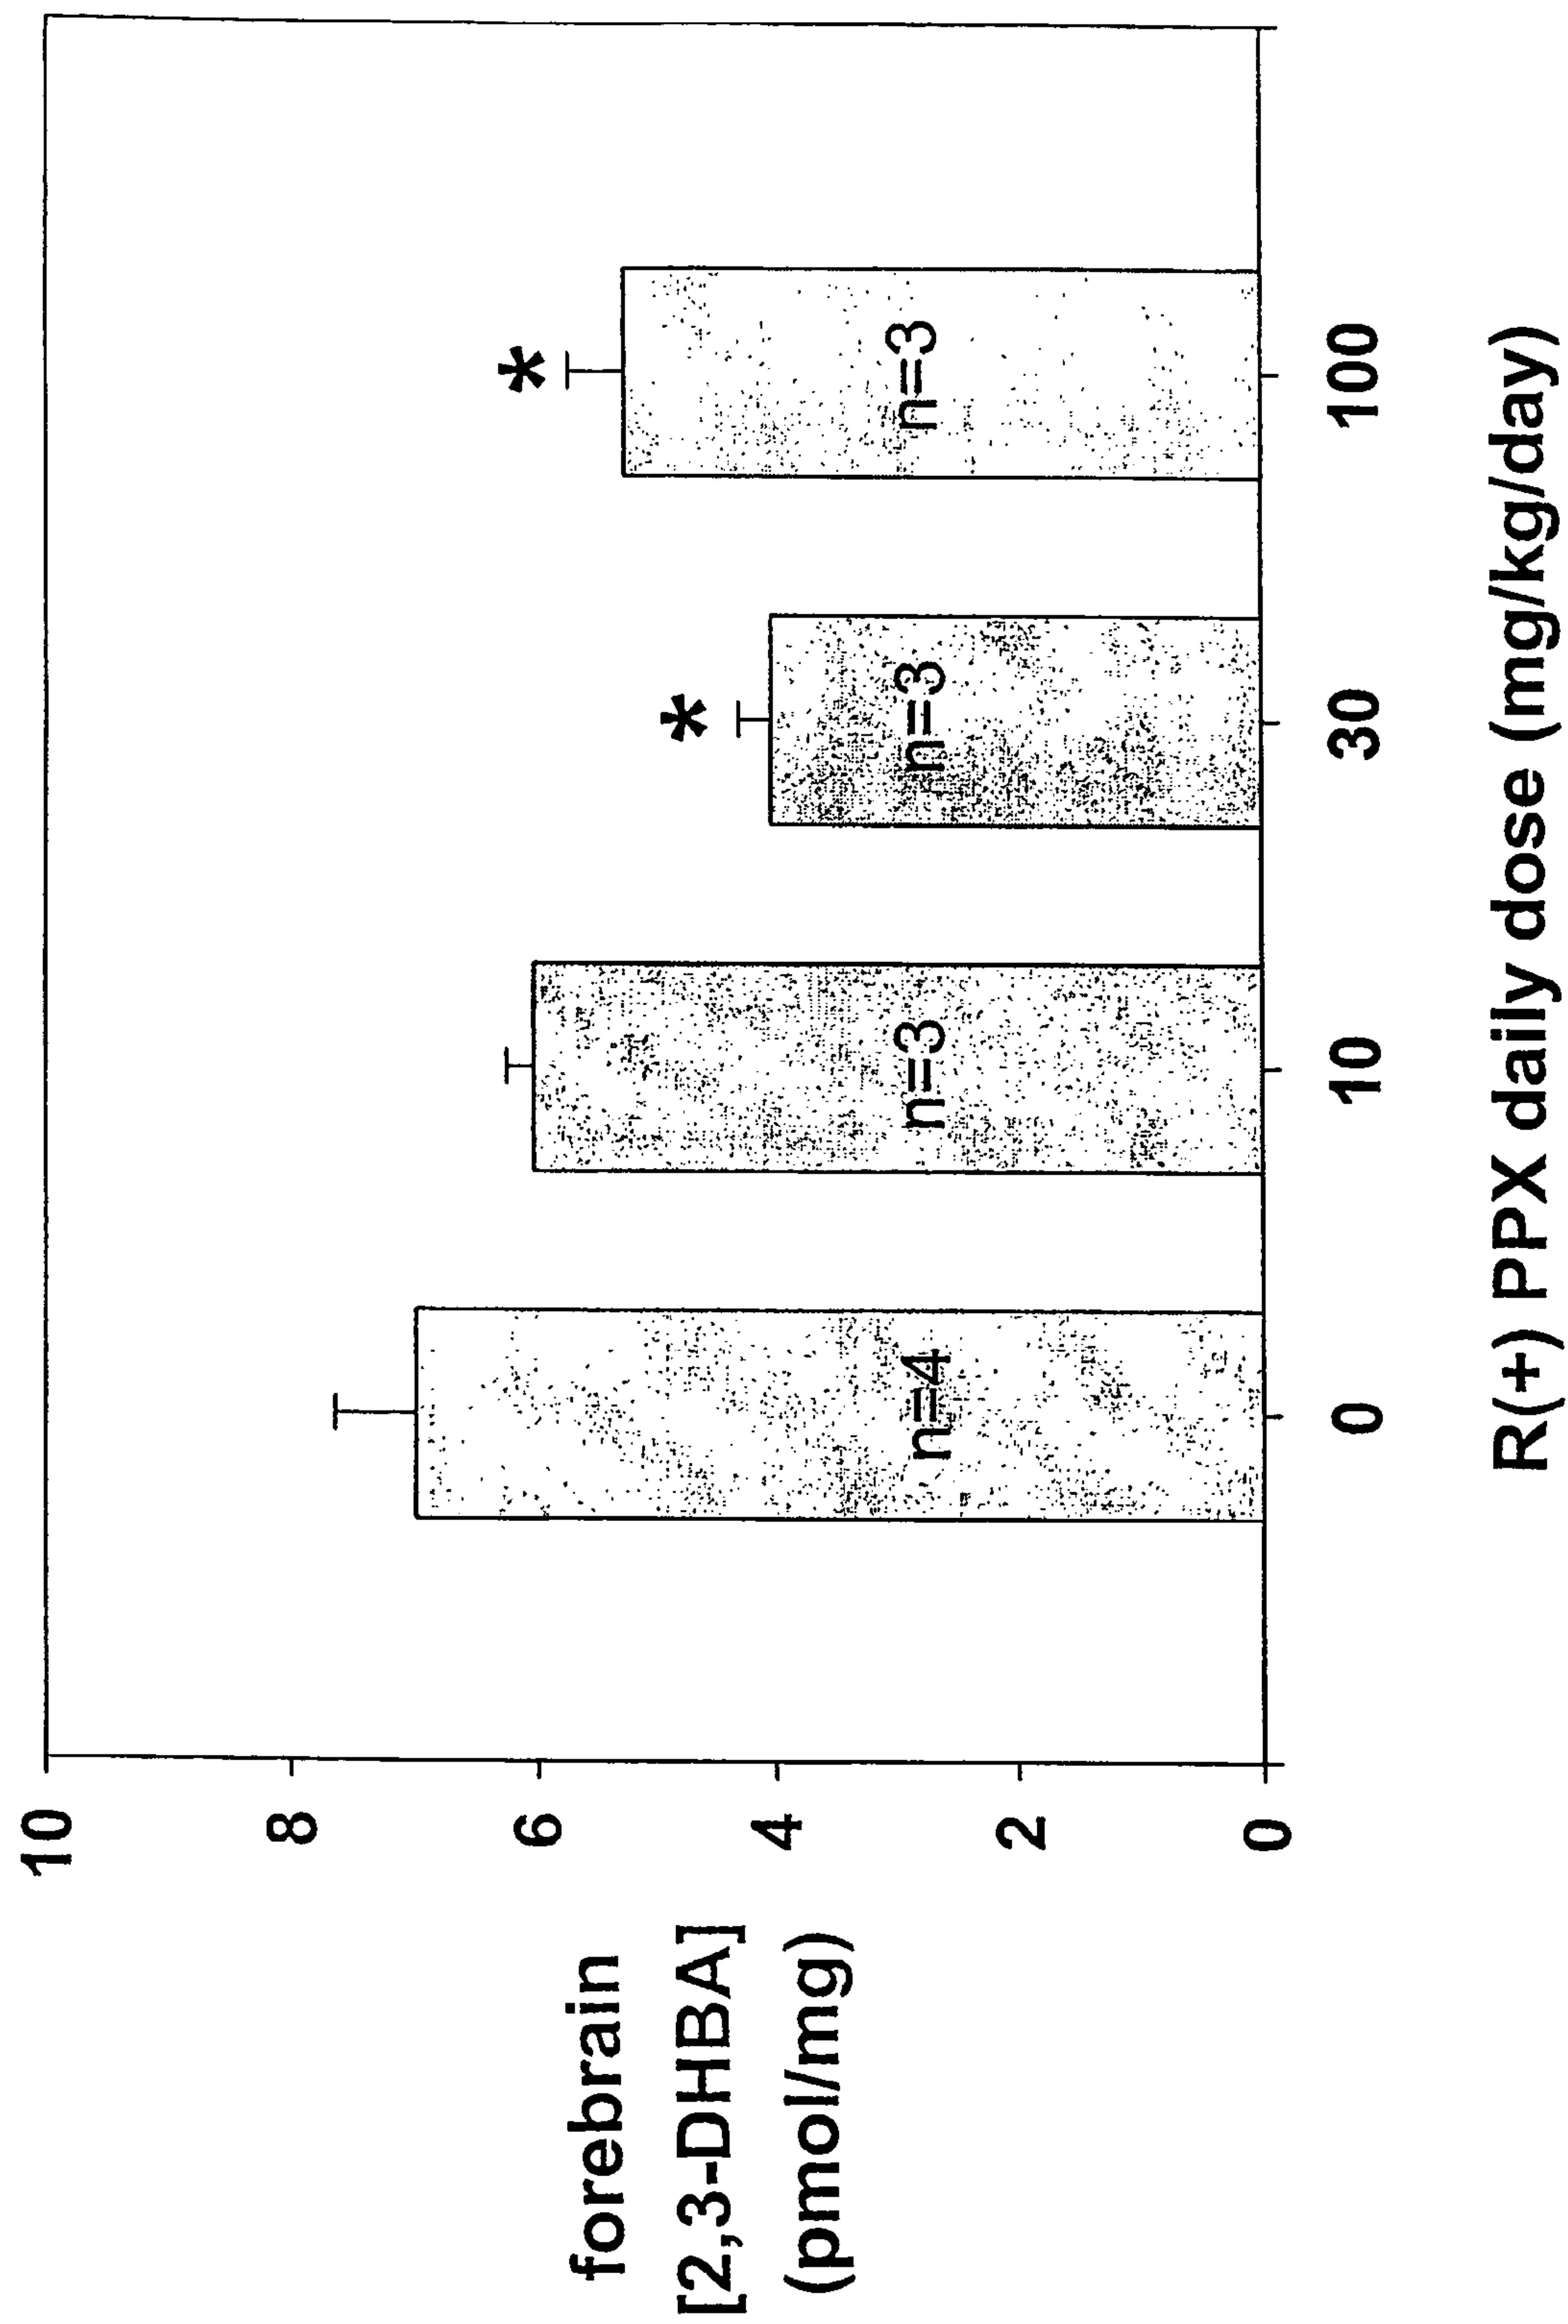 forebrain
[2,3-DHBA]
(pmol/mg)
10
8
6
4
2
0
n=4
n=3
*
n=3
*
n=3
0 10 30 100
R(+) PPX daily dose (mg/kg/day)